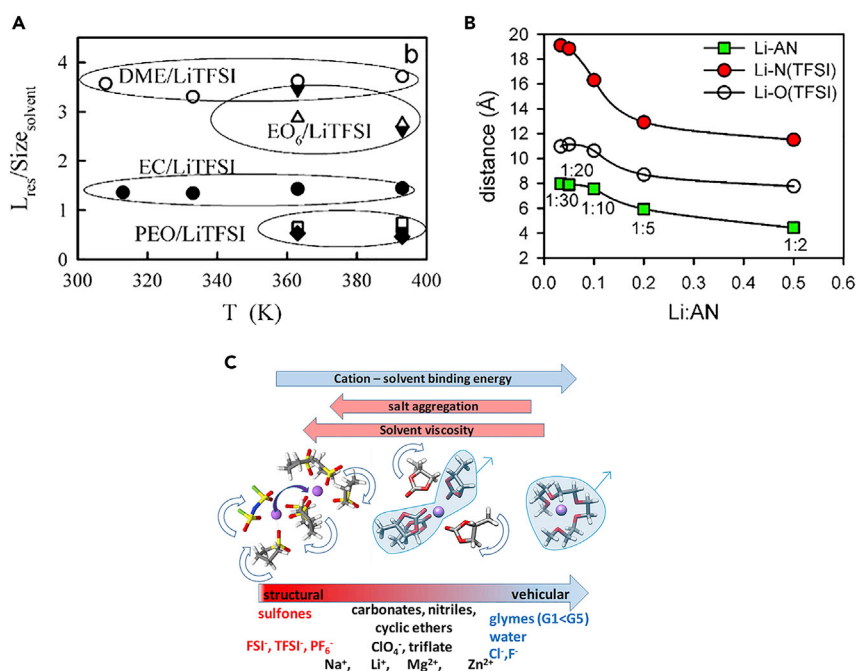 A
b
4
3
2
1
0
L_res/Size_solvent
DME/LiTFSI
EO₆/LiTFSI
EC/LiTFSI
PEO/LiTFSI
300 320 340 360 380 400
T (K)
B
20
18
16
14
12
10
8
6
4
2
distance (Å)
Li-AN
Li-N(TFSI)
Li-O(TFSI)
1:30
1:20
1:10
1:5
1:2
0.0 0.1 0.2 0.3 0.4 0.5 0.6
Li:AN
C
Cation – solvent binding energy
salt aggregation
Solvent viscosity
structural vehicular
sulfones
carbonates, nitriles,
cyclic ethers
glymes (G1<G5)
water
FSI⁻, TFSI⁻, PF₆⁻
ClO₄⁻, triflate
Cl⁻,F⁻
Na⁺, Li⁺, Mg²⁺, Zn²⁺